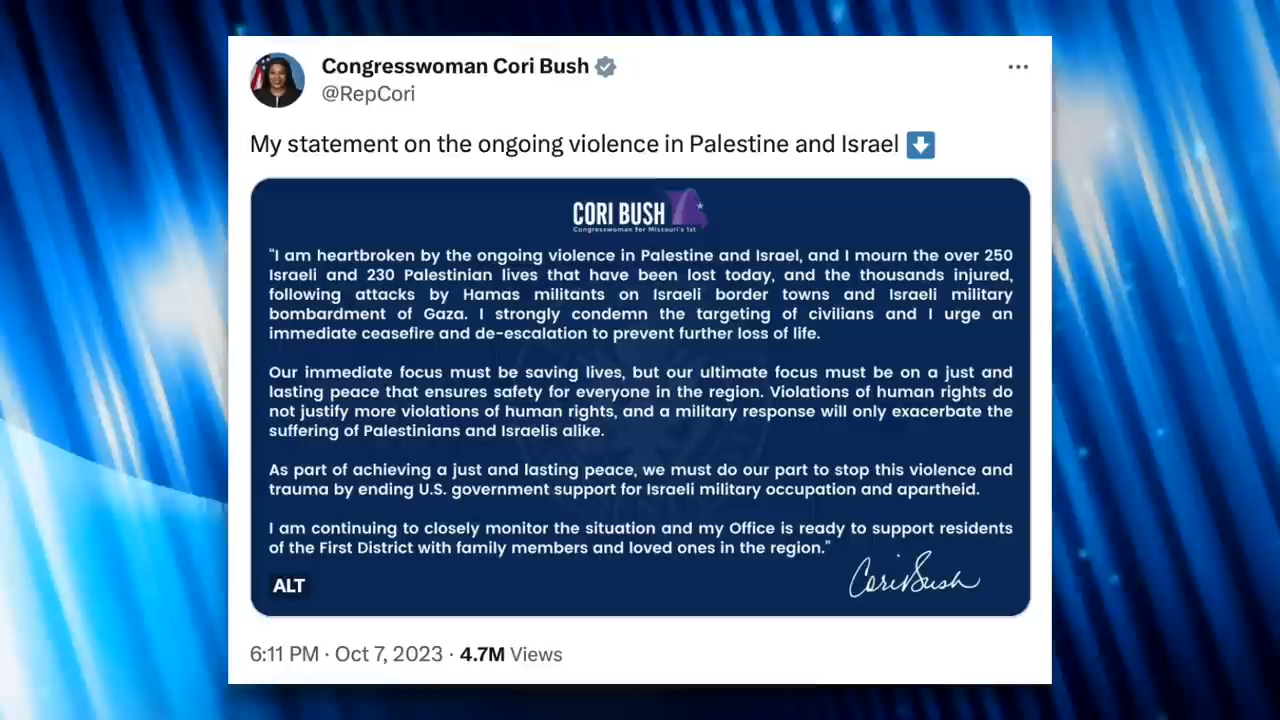 Congresswoman Cori Bush
@RepCori
My statement on the ongoing violence in Palestine and Israel
CORI BUSH
Congresswoman for Missouri's 1st
“I am heartbroken by the ongoing violence in Palestine and Israel, and I mourn the over 250
Israeli and 230 Palestinian lives that have been lost today, and the thousands injured,
following attacks by Hamas militants on Israeli border towns and Israeli military
bombardment of Gaza. I strongly condemn the targeting of civilians and I urge an
immediate ceasefire and de-escalation to prevent further loss of life.
Our immediate focus must be saving lives, but our ultimate focus must be on a just and
lasting peace that ensures safety for everyone in the region. Violations of human rights do
not justify more violations of human rights, and a military response will only exacerbate the
suffering of Palestinians and Israelis alike.
As part of achieving a just and lasting peace, we must do our part to stop this violence and
trauma by ending U.S. government support for Israeli military occupation and apartheid.
I am continuing to closely monitor the situation and my Office is ready to support residents
of the First District with family members and loved ones in the region.”
Cori Bush
ALT
6:11 PM · Oct 7, 2023 · 4.7M Views